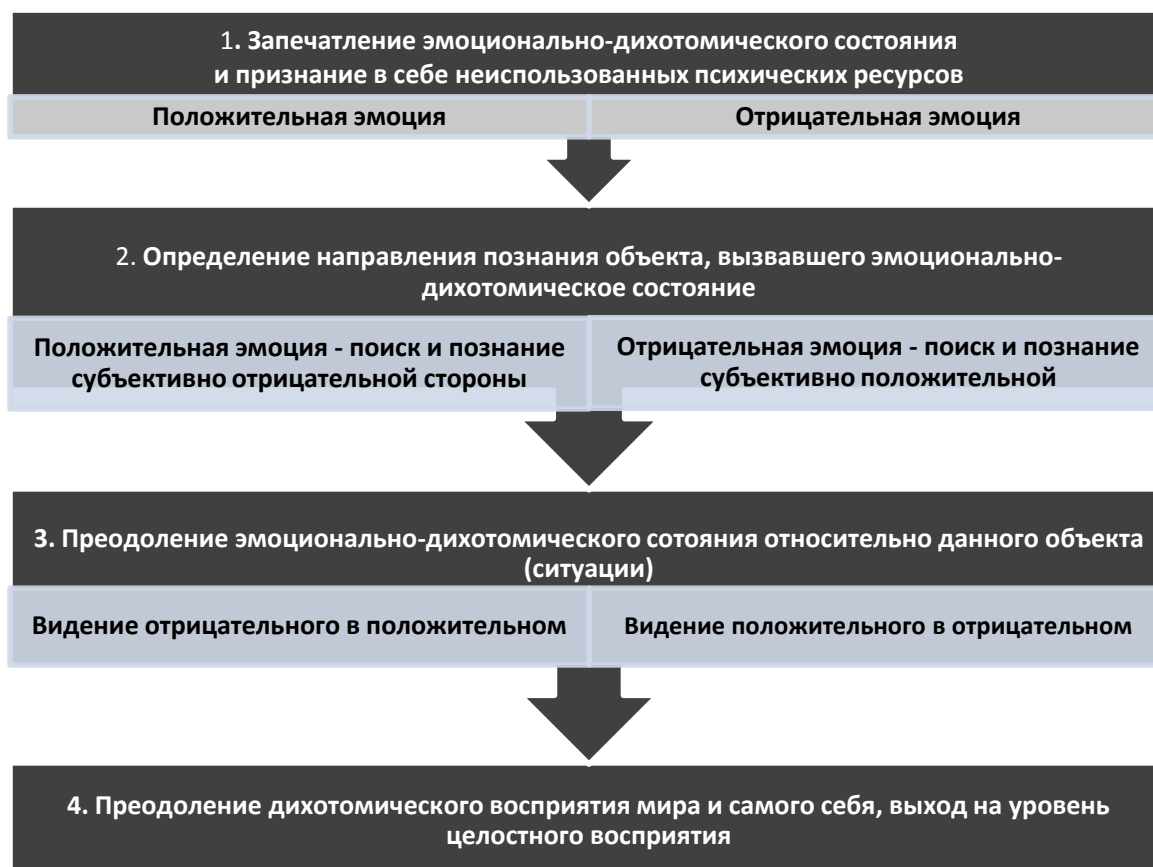 1. Запечатление эмоционально-дихотомического состояния
и признание в себе неиспользованных психических ресурсов
Положительная эмоция
Отрицательная эмоция
2. Определение направления познания объекта, вызвавшего эмоционально-
дихотомическое состояние
Положительная эмоция - поиск и познание
субъективно отрицательной стороны
Отрицательная эмоция - поиск и познание
субъективно положительной
3. Преодоление эмоционально-дихотомического сотояния относительно данного объекта
(ситуации)
Видение отрицательного в положительном
Видение положительного в отрицательном
4. Преодоление дихотомического восприятия мира и самого себя, выход на уровень
целостного восприятия